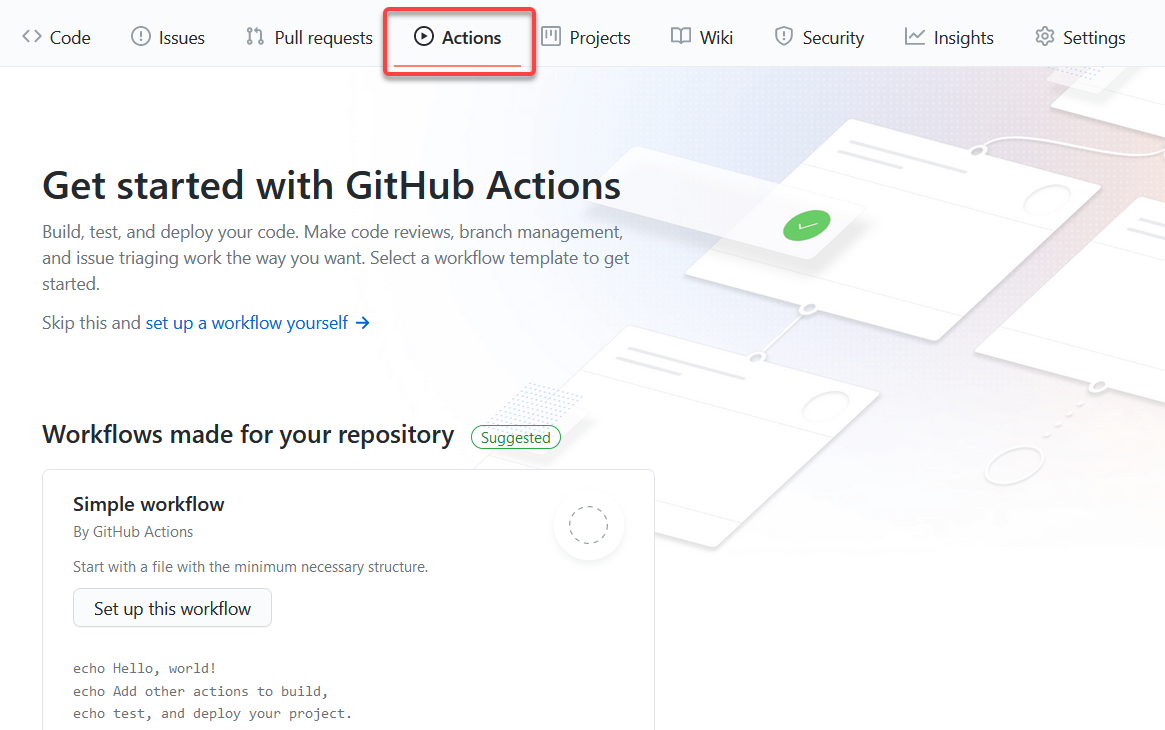 Code Issues Pull requests Actions Projects Wiki Security Insights Settings
Get started with GitHub Actions
Build, test, and deploy your code. Make code reviews, branch management,
and issue triaging work the way you want. Select a workflow template to get
started.
Skip this and set up a workflow yourself →
Workflows made for your repository Suggested
Simple workflow
By GitHub Actions
Start with a file with the minimum necessary structure.
Set up this workflow
echo Hello, world!
echo Add other actions to build,
echo test, and deploy your project.